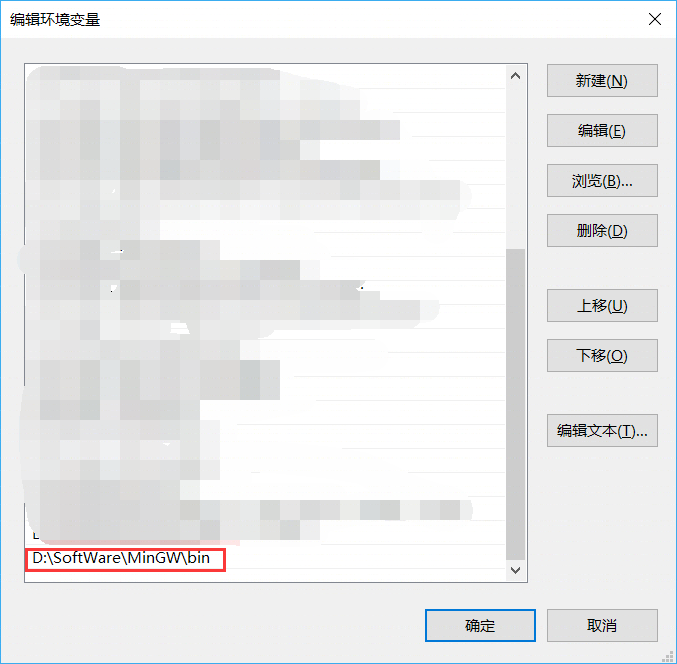 编辑环境变量
新建(N)
编辑(E)
浏览(B)...
删除(D)
上移(U)
下移(O)
编辑文本(T)...
D:\SoftWare\MinGW\bin
确定
取消